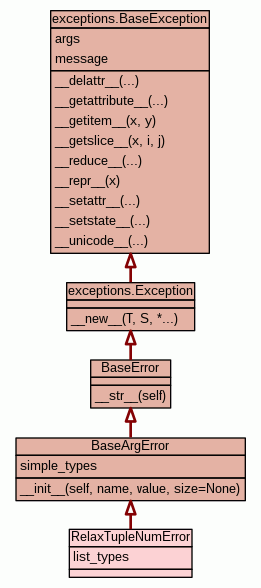 exceptions.BaseException
args
message
__delattr__(...)
__getattribute__(...)
__getitem__(x, y)
__getslice__(x, i, j)
__reduce__(...)
__repr__(x)
__setattr__(...)
__setstate__(...)
__unicode__(...)
exceptions.Exception
__new__(T, S, *...)
BaseError
__str__(self)
BaseArgError
simple_types
__init__(self, name, value, size=None)
RelaxTupleNumError
list_types